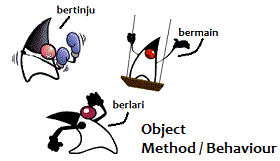 bertinju
bermain
berlari
Object
Method / Behaviour